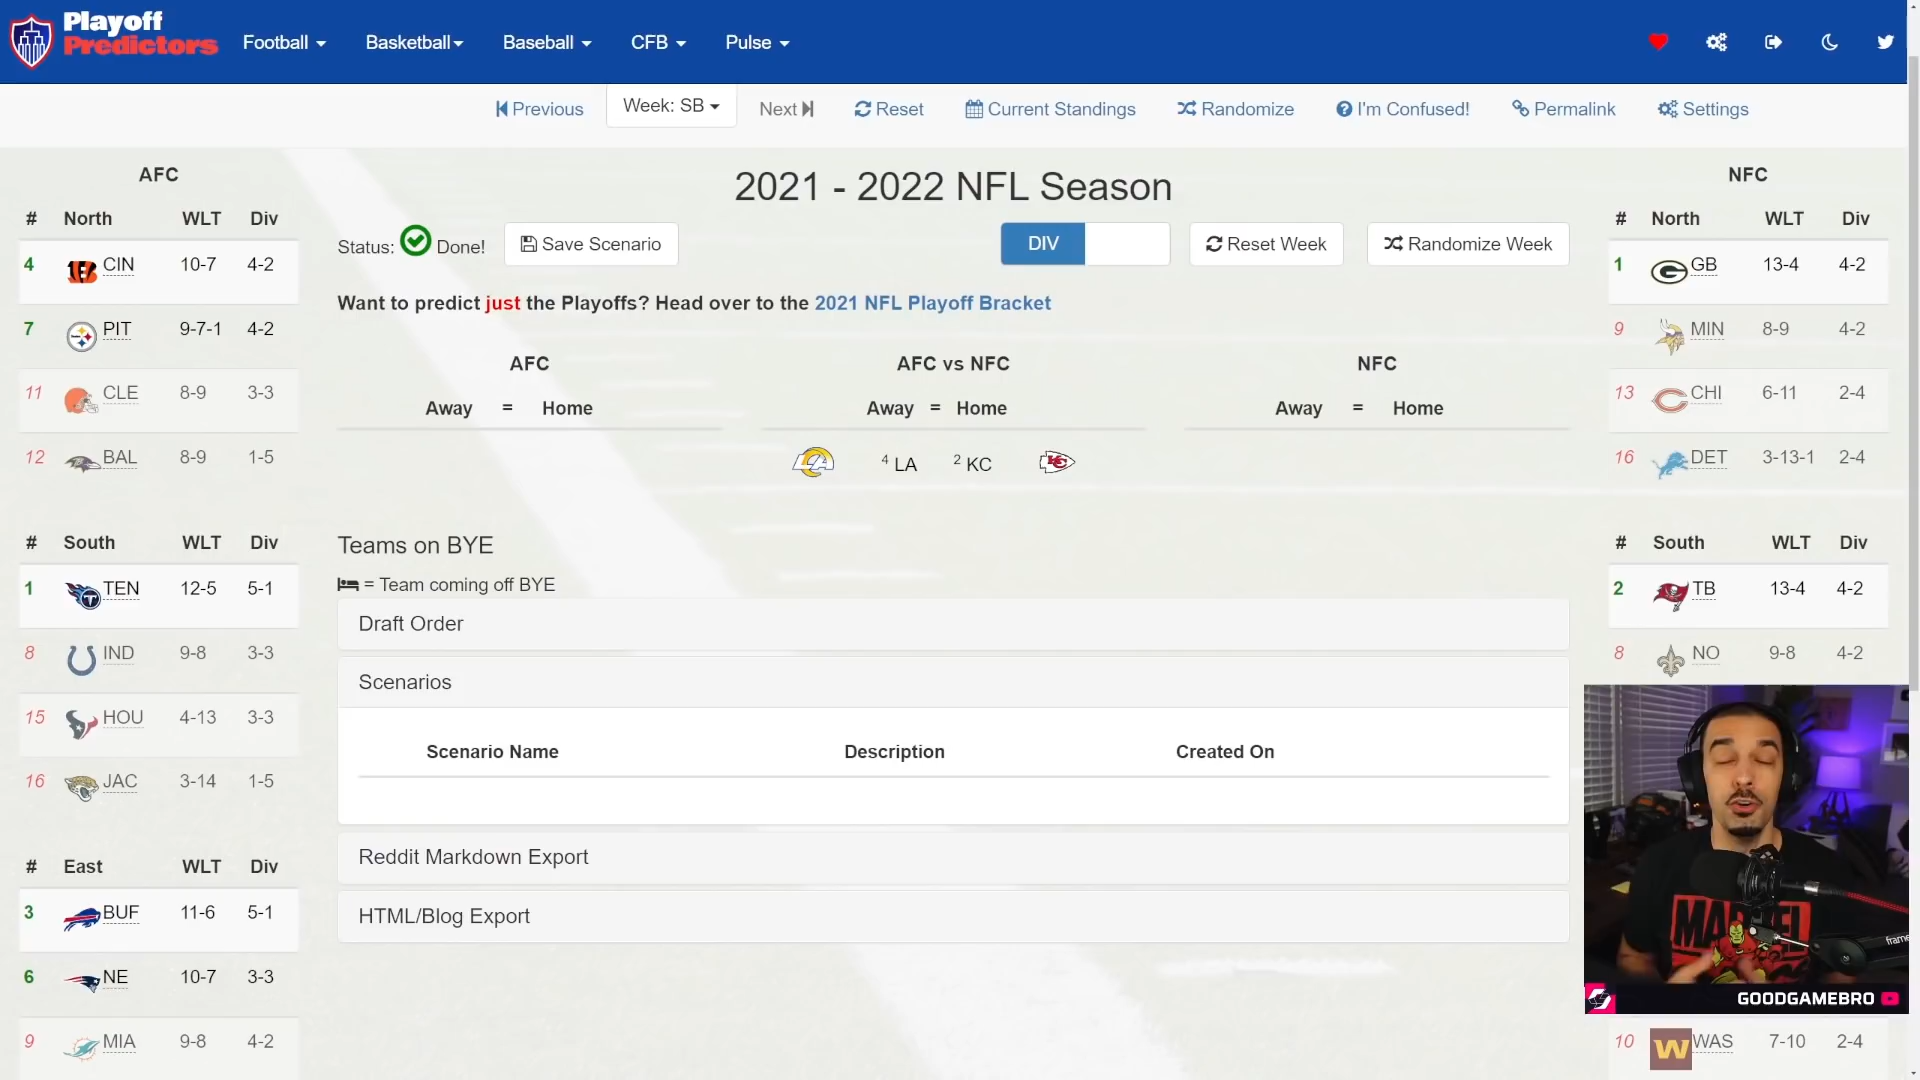 Playoff
Predictors
Football
Basketball
Baseball
CFB
Pulse
Previous
Week: SB
Next
Reset
Current Standings
Randomize
I'm Confused!
Permalink
Settings
2021 - 2022 NFL Season
Status: Done!
Save Scenario
DIV
Reset Week
Randomize Week
Want to predict just the Playoffs? Head over to the 2021 NFL Playoff Bracket
AFC
Away = Home
AFC vs NFC
Away = Home
4 LA 2 KC
NFC
Away = Home
Teams on BYE
= Team coming off BYE
Draft Order
Scenarios
Scenario Name Description Created On
Reddit Markdown Export
HTML/Blog Export
AFC
# North WLT Div
4 CIN 10-7 4-2
7 PIT 9-7-1 4-2
11 CLE 8-9 3-3
12 BAL 8-9 1-5
# South WLT Div
1 TEN 12-5 5-1
8 IND 9-8 3-3
15 HOU 4-13 3-3
16 JAC 3-14 1-5
# East WLT Div
3 BUF 11-6 5-1
6 NE 10-7 3-3
9 MIA 9-8 4-2
NFC
# North WLT Div
1 GB 13-4 4-2
9 MIN 8-9 4-2
13 CHI 6-11 2-4
16 DET 3-13-1 2-4
# South WLT Div
2 TB 13-4 4-2
8 NO 9-8 4-2
GOODGAMEBRO
10 WAS 7-10 2-4